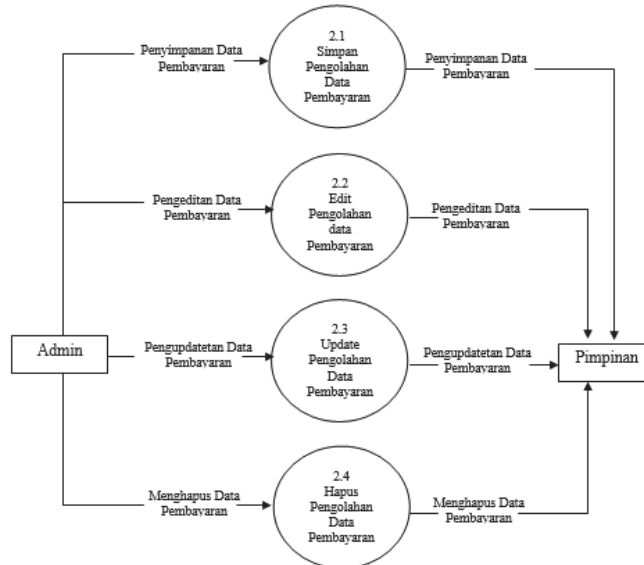 Penyimpanan Data
Pembayaran
2.1
Simpan
Pengolahan
Data
Pembayaran
Penyimpanan Data
Pembayaran
Pengeditan Data
Pembayaran
2.2
Edit
Pengolahan
data
Pembayaran
Pengeditan Data
Pembayaran
Admin
Pengupdatetan Data
Pembayaran
2.3
Update
Pengolahan
Data
Pembayaran
Pengupdatetan Data
Pembayaran
Pimpinan
Menghapus Data
Pembayaran
2.4
Hapus
Pengolahan
Data
Pembayaran
Menghapus Data
Pembayaran